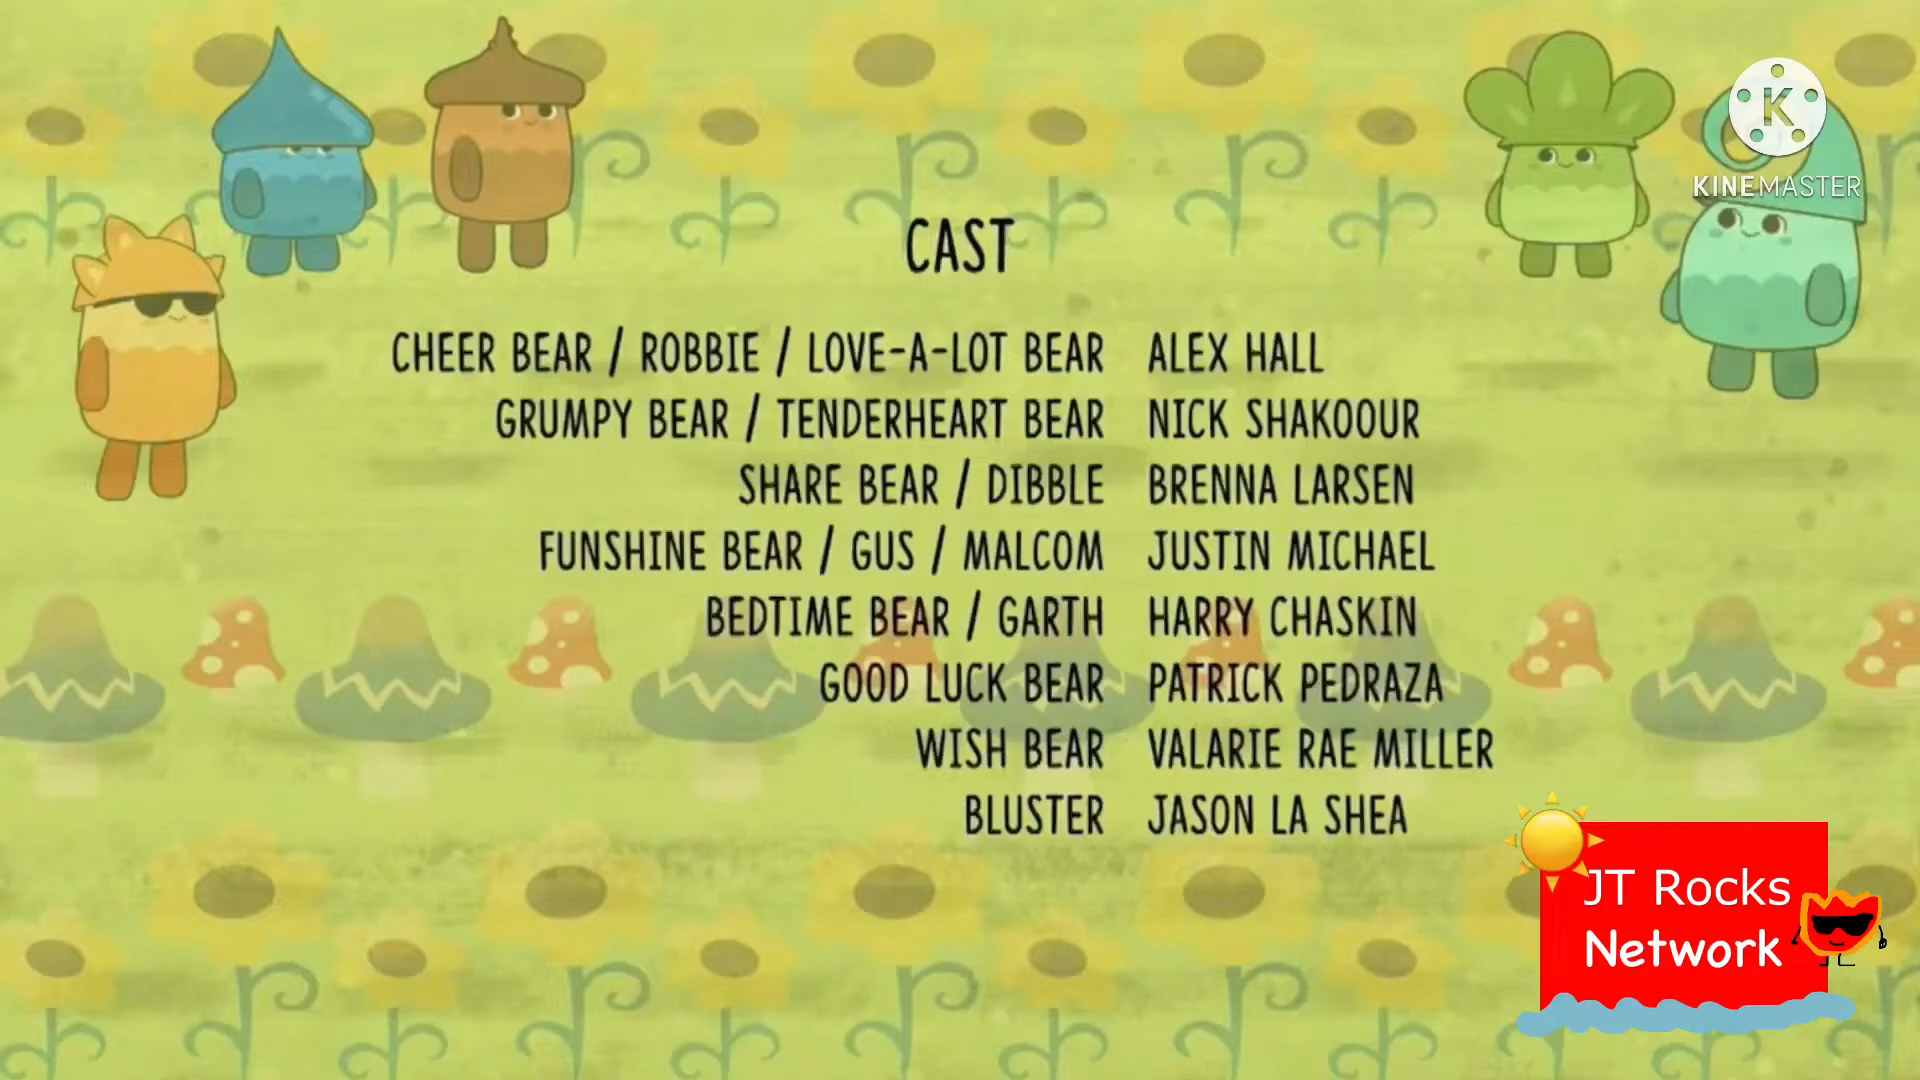 K
KINEMASTER
CAST
CHEER BEAR / ROBBIE / LOVE-A-LOT BEAR ALEX HALL
GRUMPY BEAR / TENDERHEART BEAR NICK SHAKOOUR
SHARE BEAR / DIBBLE BRENNA LARSEN
FUNSHINE BEAR / GUS / MALCOM JUSTIN MICHAEL
BEDTIME BEAR / GARTH HARRY CHASKIN
GOOD LUCK BEAR PATRICK PEDRAZA
WISH BEAR VALARIE RAE MILLER
BLUSTER JASON LA SHEA
JT Rocks
Network